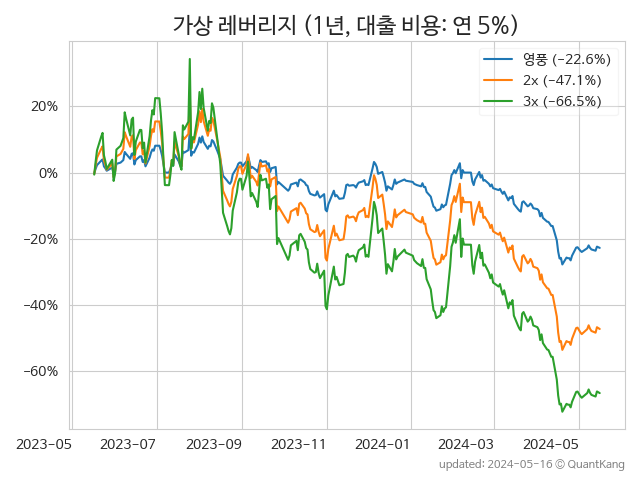 가상 레버리지 (1년, 대출 비용: 연 5%)
영풍 (−22.6%)
2x (−47.1%)
3x (−66.5%)
20%
0%
−20%
−40%
−60%
2023−05 2023−07 2023−09 2023−11 2024−01 2024−03 2024−05
updated: 2024−05−16 © QuantKang